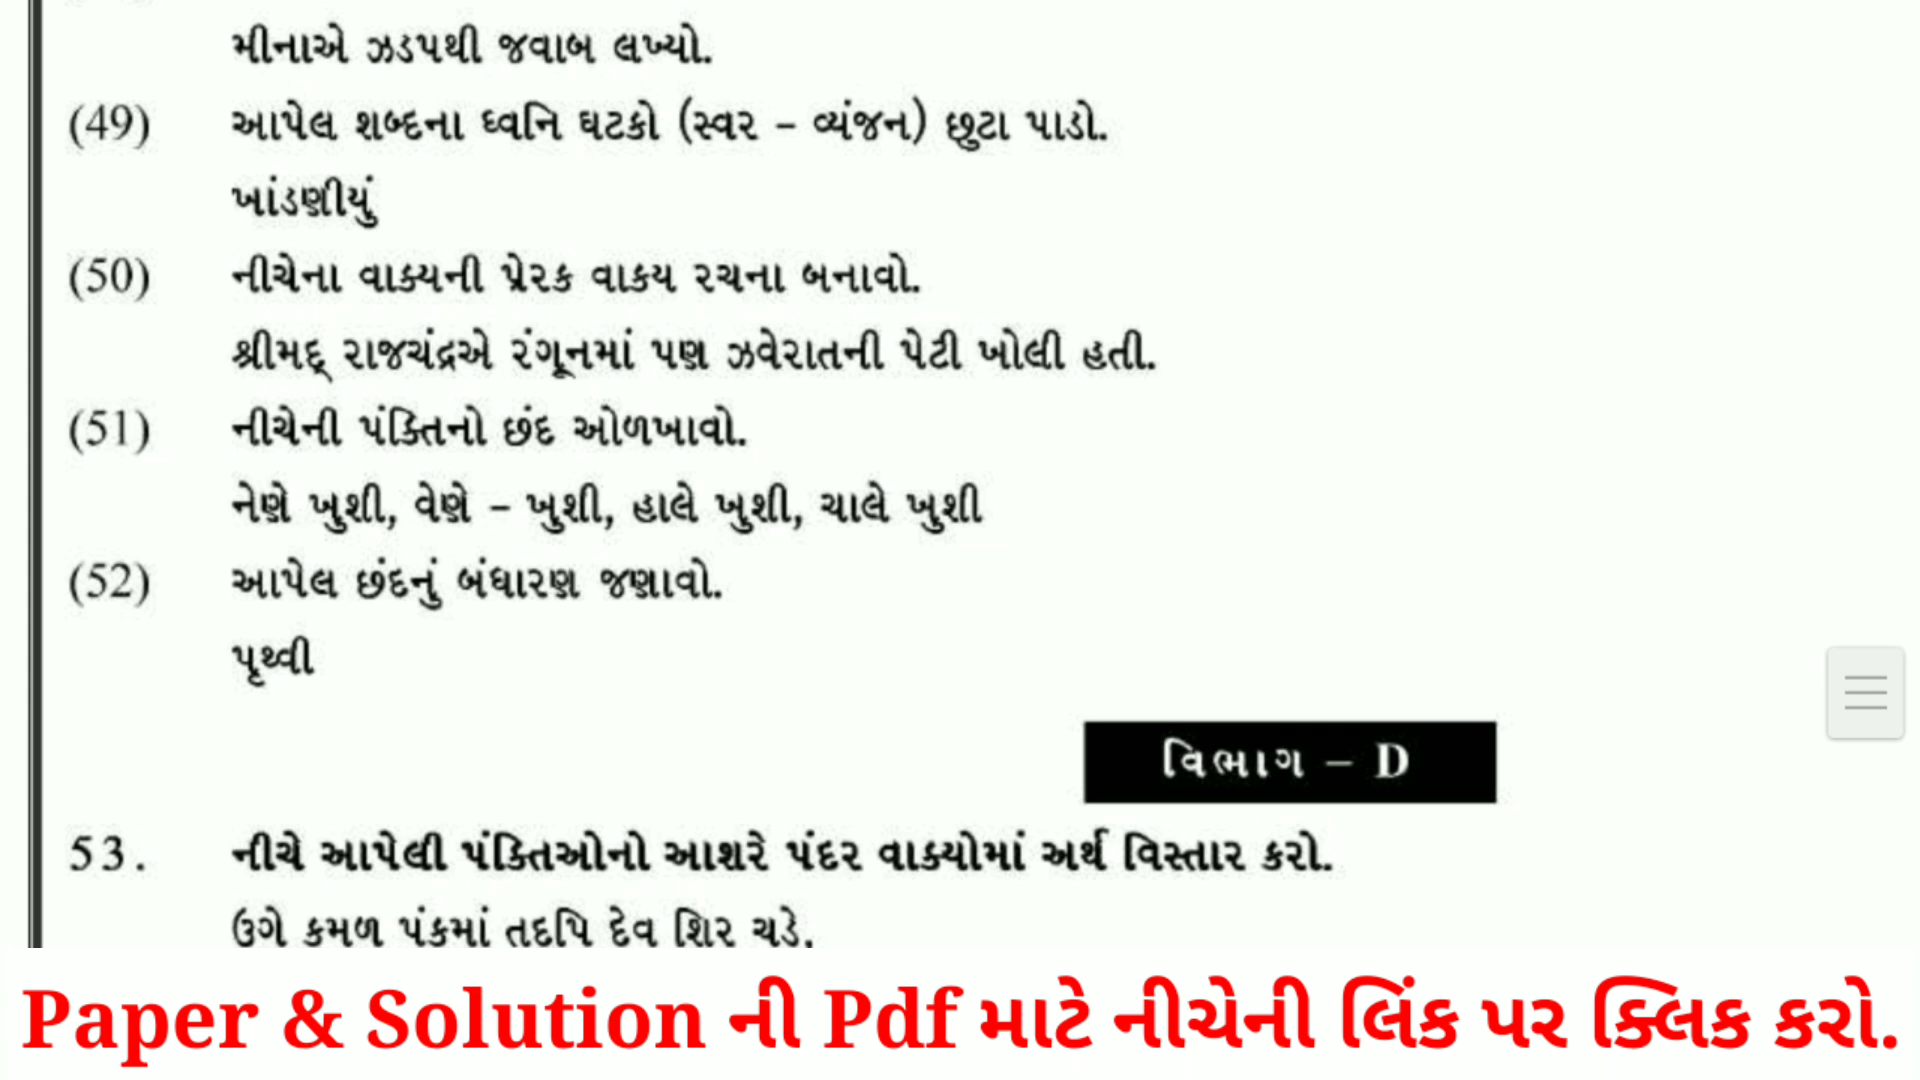 મીનાએ ઝડપથી જવાબ લખ્યો.
(49) આપેલ શબ્દના ધ્વનિ ઘટકો (સ્વર – વ્યંજન) છુટા પાડો.
ખાંડણીયું
(50) નીચેના વાક્યની પ્રેરક વાકય રચના બનાવો.
શ્રીમદ્ રાજચંદ્રએ રંગૂનમાં પણ ઝવેરાતની પેટી ખોલી હતી.
(51) નીચેની પંક્તિનો છંદ ઓળખાવો.
નેણે ખુશી, વેણે – ખુશી, હાલે ખુશી, ચાલે ખુશી
(52) આપેલ છંદનું બંધારણ જણાવો.
પૃથ્વી
વિભાગ – D
53. નીચે આપેલી પંક્તિઓનો આશરે પંદર વાક્યોમાં અર્થ વિસ્તાર કરો.
ઉગે કમળ પંકમાં તદપિ દેવ શિર ચડે,
Paper & Solution ની Pdf માટે નીચેની લિંક પર ક્લિક કરો.